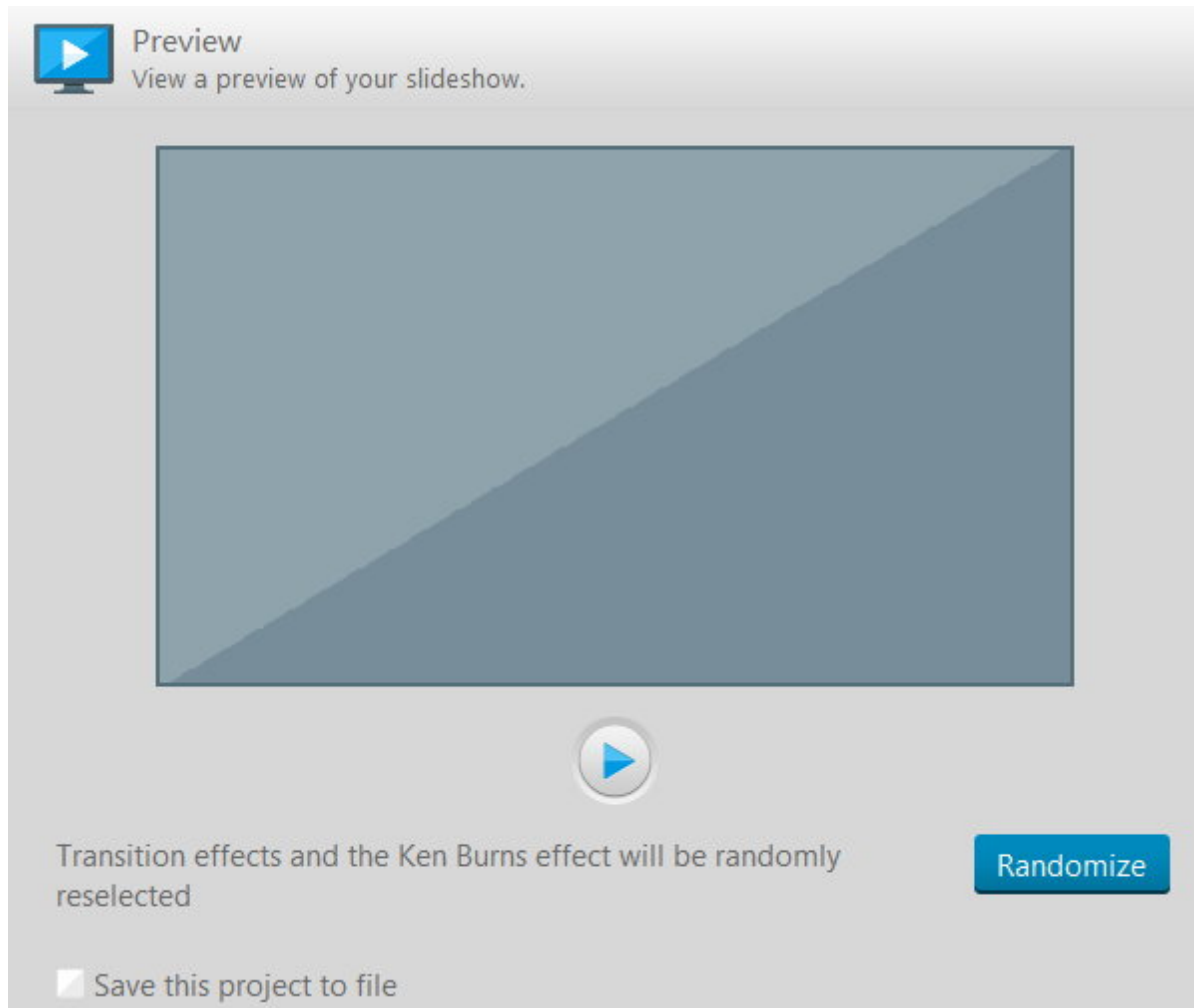 Preview
View a preview of your slideshow.
Transition effects and the Ken Burns effect will be randomly
reselected
Randomize
Save this project to file